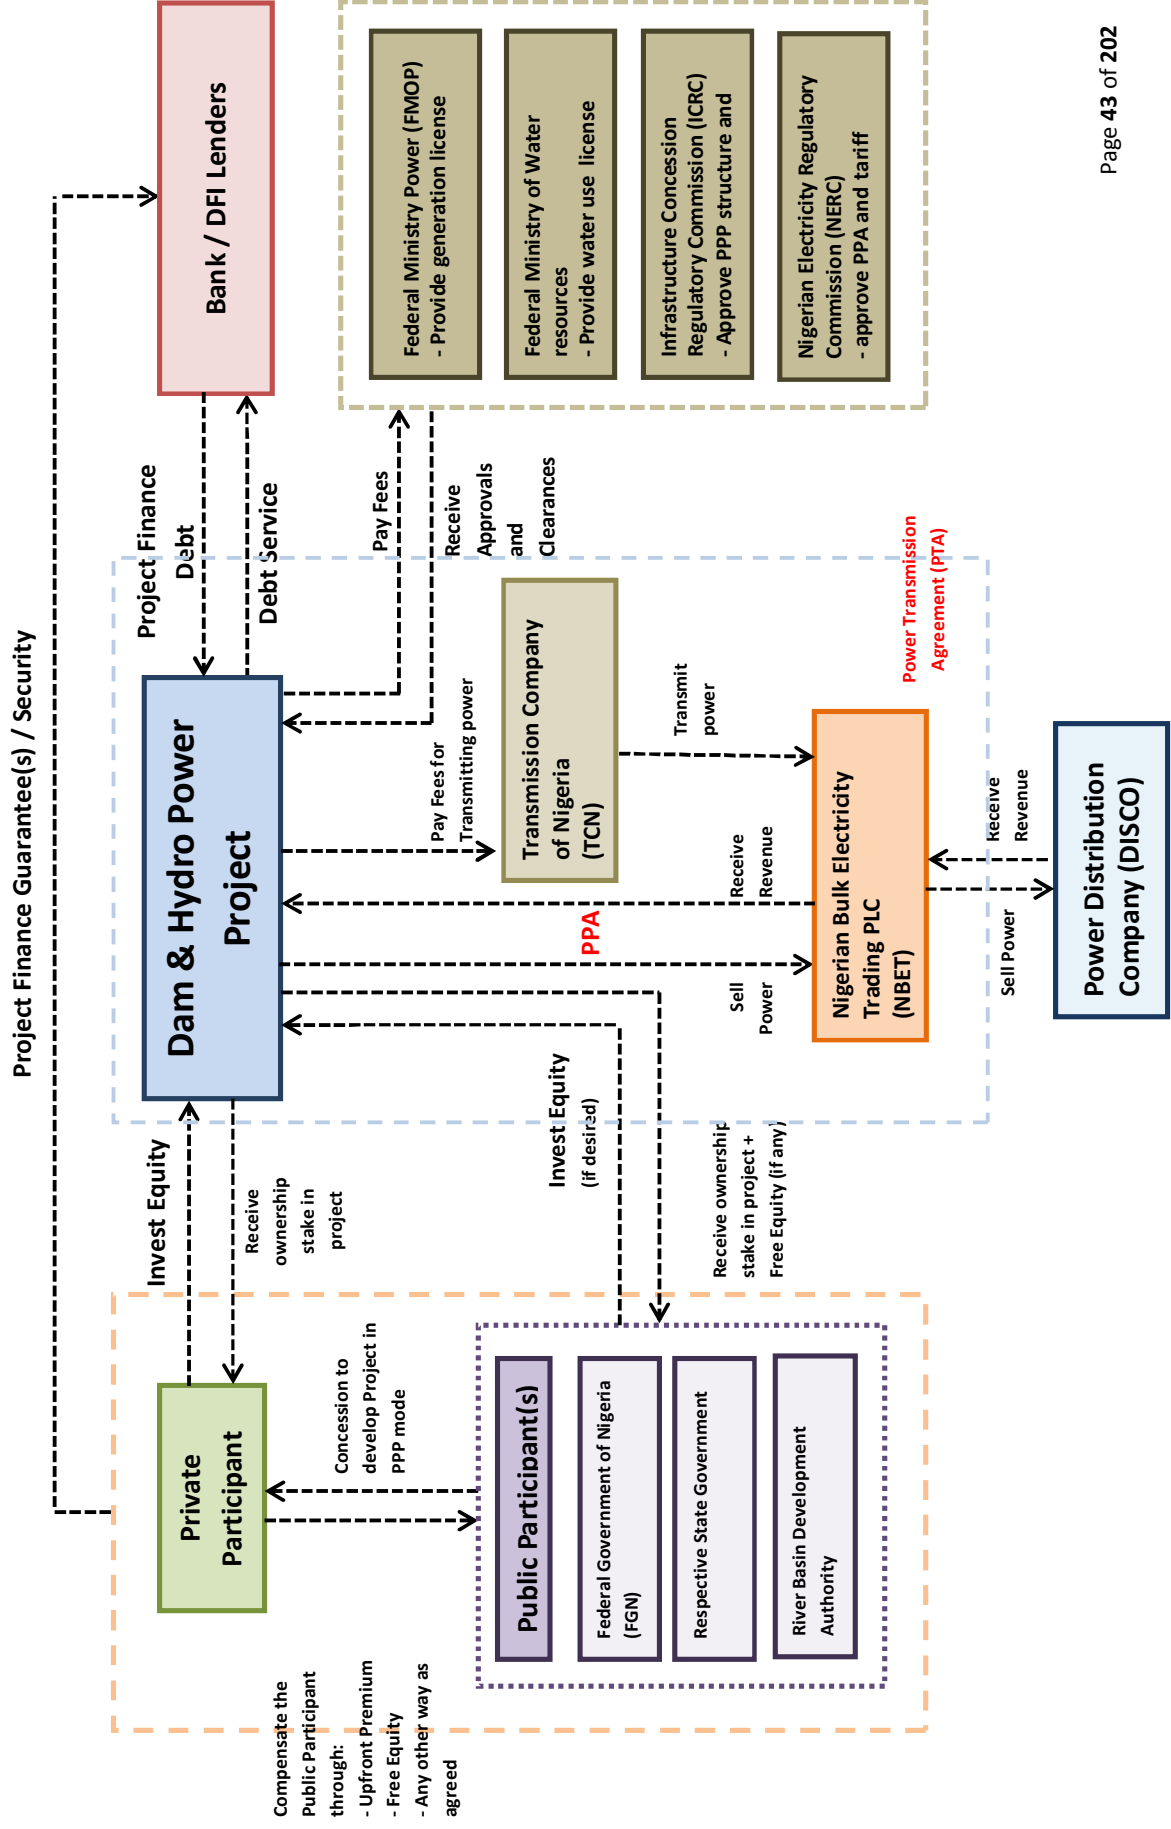 Project Finance Guarantee(s) / Security
Compensate the
Public Participant
through:
- Upfront Premium
- Free Equity
- Any other way as
agreed
Private
Participant
Concession to
develop Project in
PPP mode
Public Participant(s)
Federal Government of Nigeria
(FGN)
Respective State Government
River Basin Development
Authority
Invest Equity
Receive
ownership
stake in
project
Invest Equity
(if desired)
Receive ownership
stake in project +
Free Equity (if any)
Dam & Hydro Power
Project
Sell
Power
PPA
Receive
Revenue
Pay Fees for
Transmitting power
Transmission Company
of Nigeria
(TCN)
Transmit
power
Nigerian Bulk Electricity
Trading PLC
(NBET)
Power Transmission
Agreement (PTA)
Sell Power
Receive
Revenue
Power Distribution
Company (DISCO)
Project Finance
Debt
Debt Service
Pay Fees
Receive
Approvals
and
Clearances
Bank / DFI Lenders
Federal Ministry Power (FMOP)
- Provide generation license
Federal Ministry of Water
resources
- Provide water use license
Infrastructure Concession
Regulatory Commission (ICRC)
- Approve PPP structure and
Nigerian Electricity Regulatory
Commission (NERC)
- approve PPA and tariff
Page 43 of 202